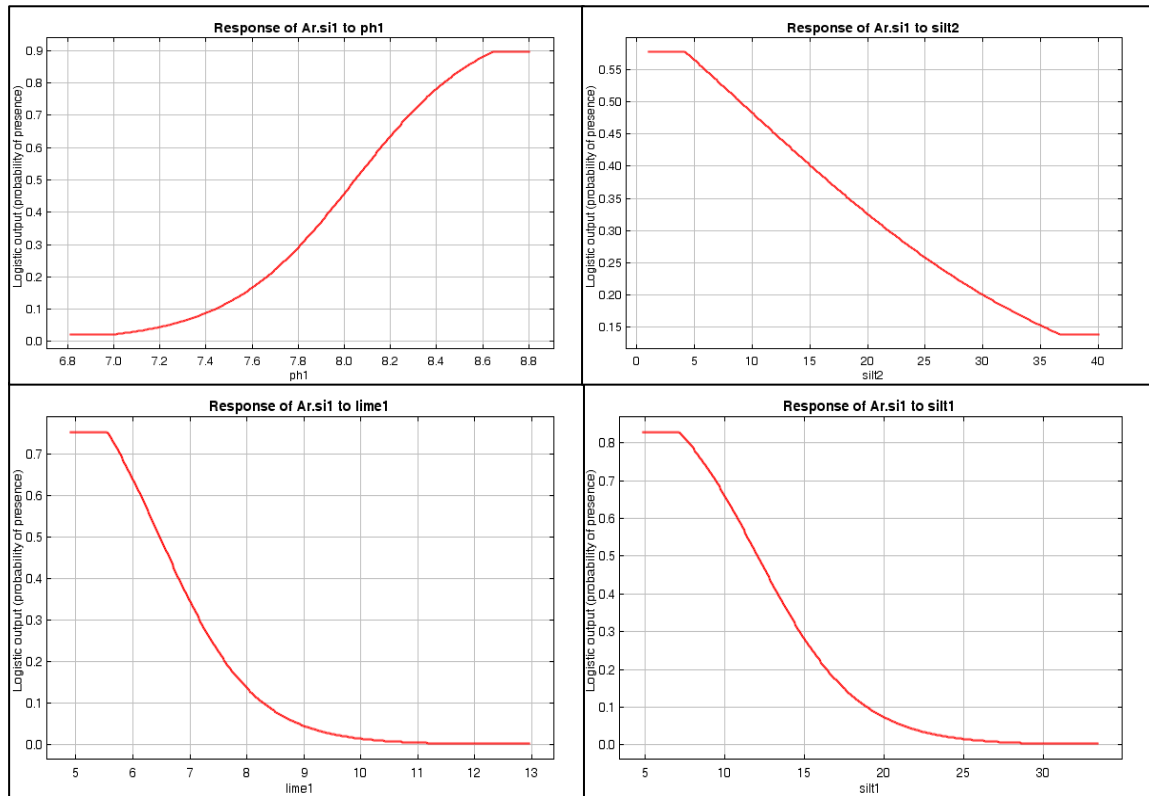 Response of Ar.si1 to ph1
Logistic output (probability of presence)
0.9
0.8
0.7
0.6
0.5
0.4
0.3
0.2
0.1
0.0
6.8 7.0 7.2 7.4 7.6 7.8 8.0 8.2 8.4 8.6 8.8
ph1
Response of Ar.si1 to silt2
Logistic output (probability of presence)
0.55
0.50
0.45
0.40
0.35
0.30
0.25
0.20
0.15
0 5 10 15 20 25 30 35 40
silt2
Response of Ar.si1 to lime1
Logistic output (probability of presence)
0.7
0.6
0.5
0.4
0.3
0.2
0.1
0.0
5 6 7 8 9 10 11 12 13
lime1
Response of Ar.si1 to silt1
Logistic output (probability of presence)
0.8
0.7
0.6
0.5
0.4
0.3
0.2
0.1
0.0
5 10 15 20 25 30
silt1